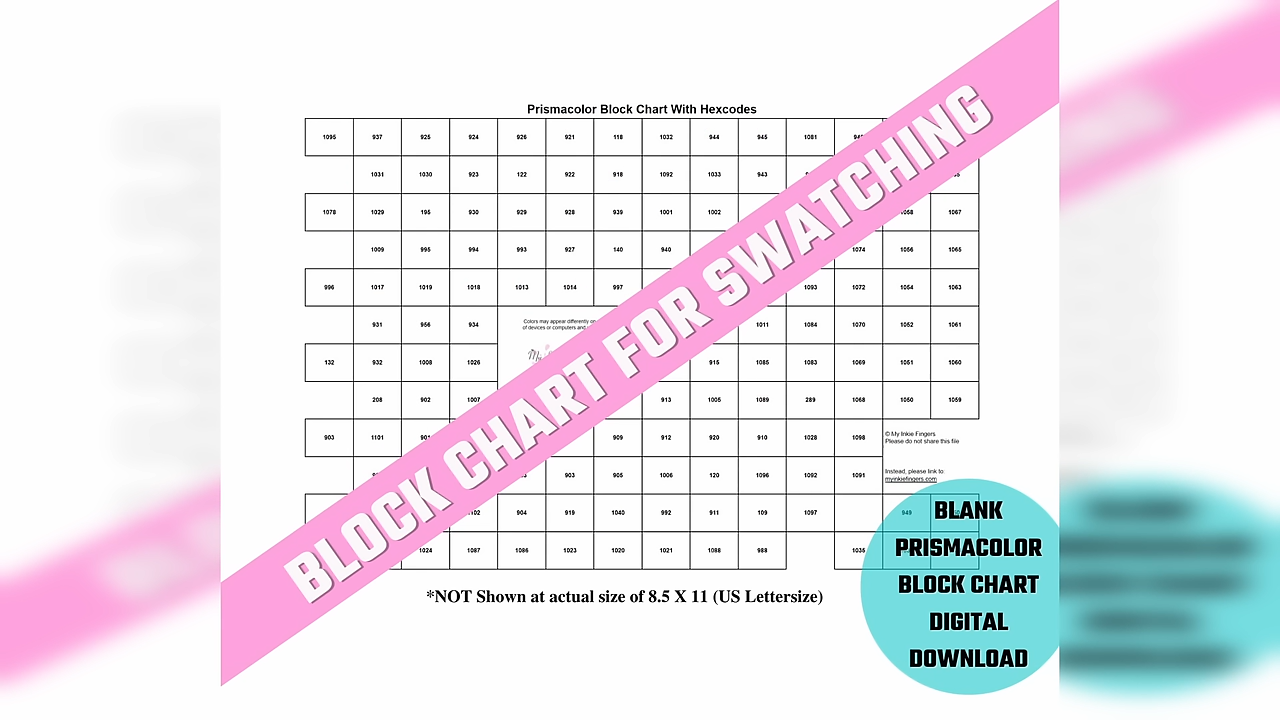 Prismacolor Block Chart With Hexcodes
1095 937 925 924 926 921 118 1032 944 945 1081
1031 1030 923 122 922 918 1092 1033 943
1078 1029 195 930 929 928 939 1001 1002 1067
1009 995 994 993 927 140 940 1074 1056 1065
996 1017 1019 1018 1013 1014 997 1093 1072 1054 1063
931 956 934 Colors may appear differently on 1011 1084 1070 1052 1061
of devices or computers and
132 932 1008 1026 915 1085 1083 1069 1051 1060
208 902 1007 913 1005 1089 289 1068 1050 1059
903 1101 909 912 920 910 1028 1098 © My Inkie Fingers
Please do not share this file
903 905 1006 120 1096 1092 1091 Instead, please link to:
myinkiefingers.com
904 919 1040 992 911 109 1097 949
1024 1087 1086 1023 1020 1021 1088 988 1035
BLOCK CHART FOR SWATCHING
*NOT Shown at actual size of 8.5 X 11 (US Lettersize)
BLANK
PRISMACOLOR
BLOCK CHART
DIGITAL
DOWNLOAD